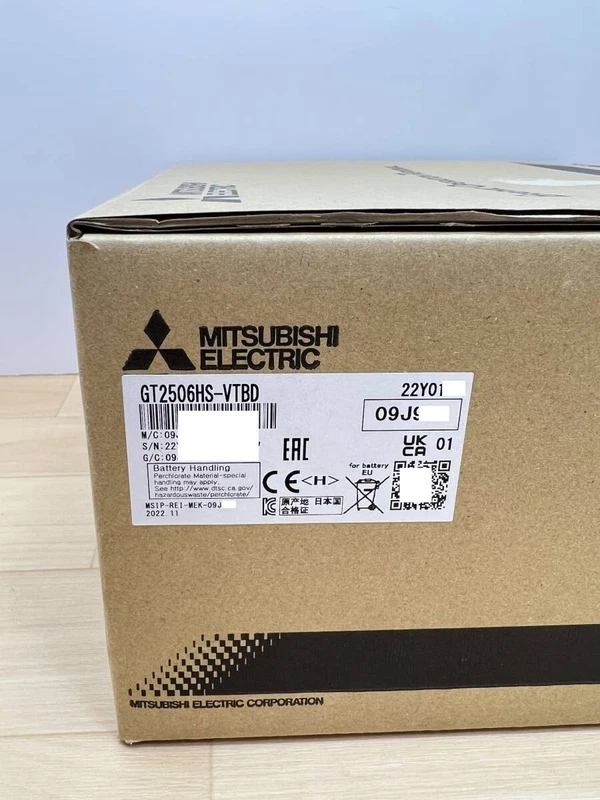 MITSUBISHI
ELECTRIC
GT2506HS-VTBD
22Y01
09J9
M/C:09J
S/N:22Y
G/C:09
EAC
UK
CA 01
Battery Handling
Perchlorate Material-special
handling may apply.
See http://www.dtsc.ca.gov/
hazardouswaste/perchlorate/
CE <H>
for battery
EU
原产地 日本国
合格证
MSIP-REI-MEK-09J
2022.11
MITSUBISHI ELECTRIC CORPORATION